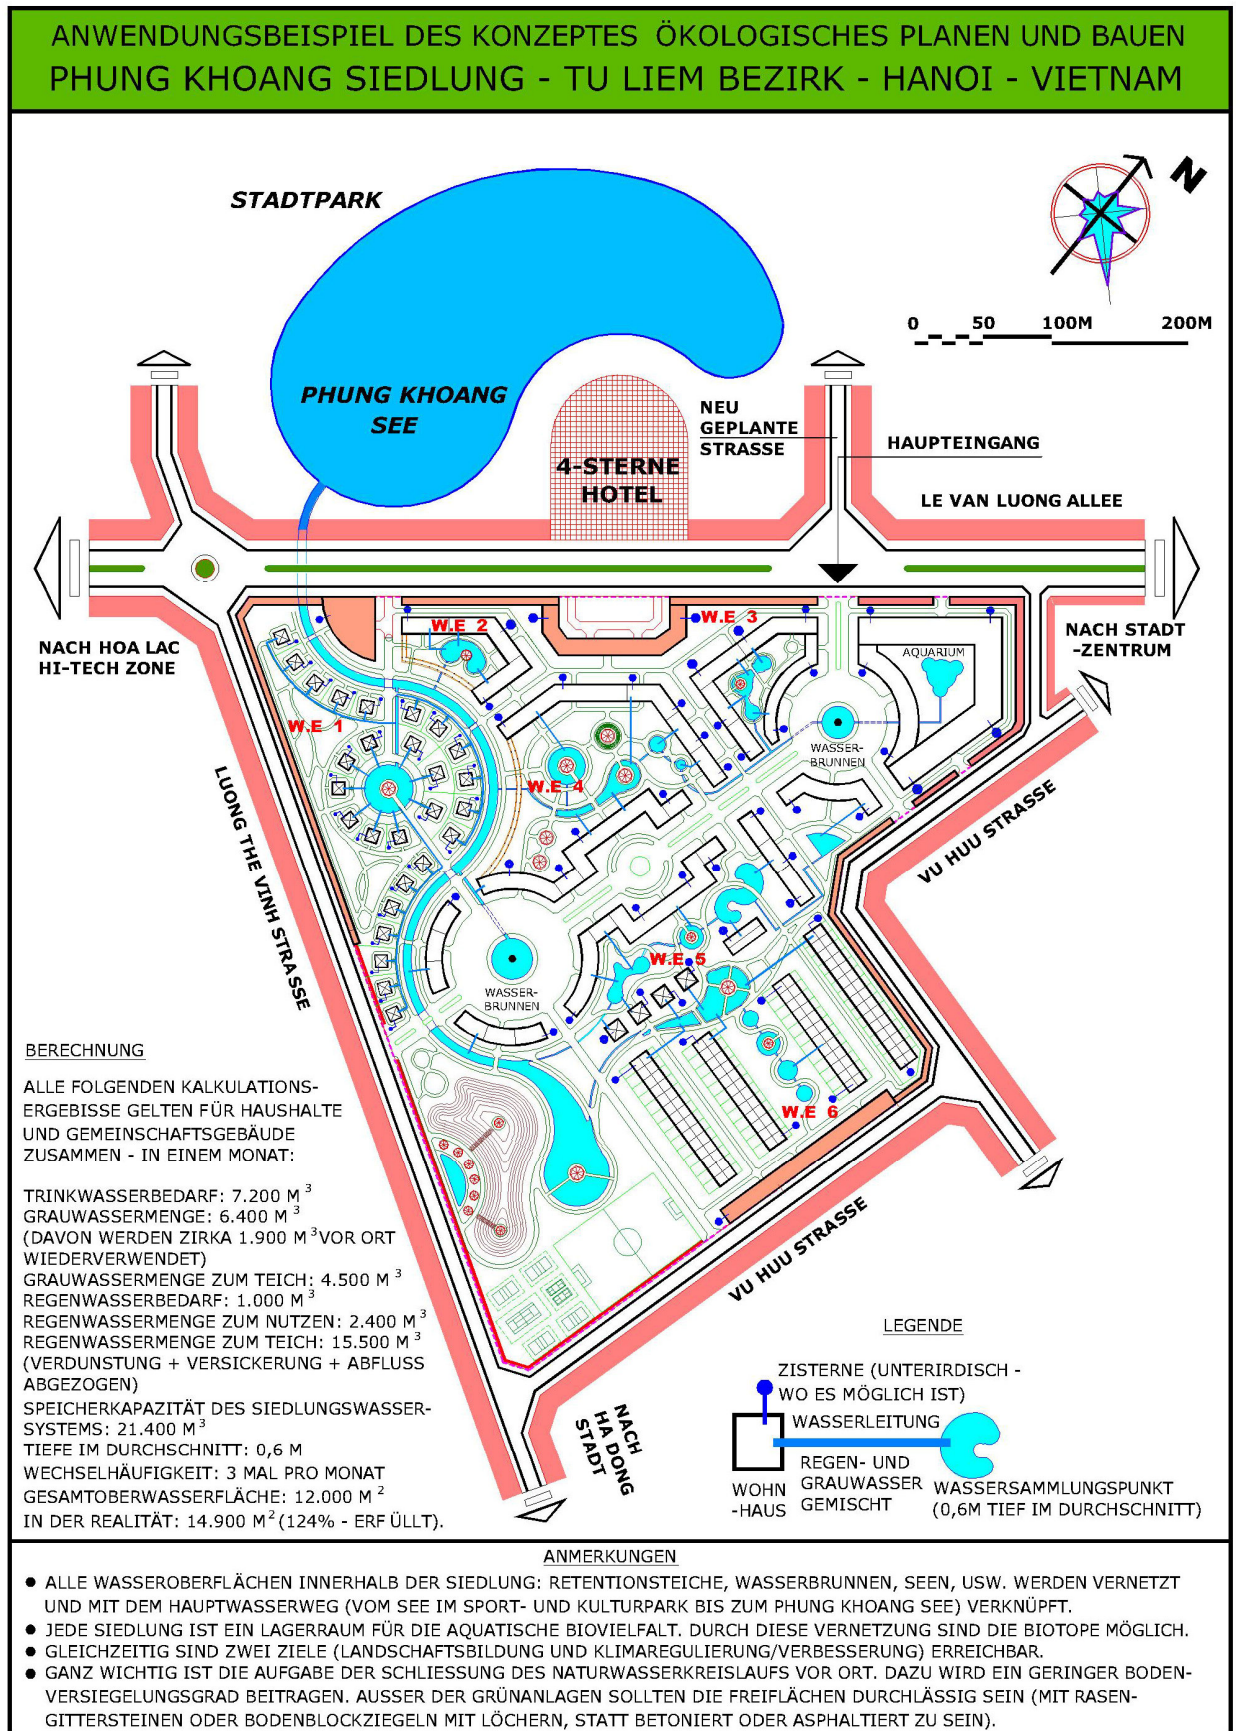 ANWENDUNGSBEISPIEL DES KONZEPTES ÖKOLOGISCHES PLANEN UND BAUEN
PHUNG KHOANG SIEDLUNG - TU LIEM BEZIRK - HANOI - VIETNAM
STADTPARK
N
0 50 100M 200M
PHUNG KHOANG
SEE
4-STERNE
HOTEL
NEU
GEPLANTE
STRASSE
HAUPTEINGANG
LE VAN LUONG ALLEE
NACH HOA LAC
HI-TECH ZONE
NACH STADT
-ZENTRUM
W.E 1
W.E 2
W.E 3
W.E 4
W.E 5
W.E 6
AQUARIUM
WASSER-
BRUNNEN
WASSER-
BRUNNEN
LUONG THE VINH STRASSE
VU HUU STRASSE
VU HUU STRASSE
NACH
HA DONG
STADT
BERECHNUNG
ALLE FOLGENDEN KALKULATIONS-
ERGEBISSE GELTEN FÜR HAUSHALTE
UND GEMEINSCHAFTSGEBÄUDE
ZUSAMMEN - IN EINEM MONAT:
TRINKWASSERBEDARF: 7.200 M³
GRAUWASSERMENGE: 6.400 M³
(DAVON WERDEN ZIRKA 1.900 M³ VOR ORT
WIEDERVERWENDET)
GRAUWASSERMENGE ZUM TEICH: 4.500 M³
REGENWASSERBEDARF: 1.000 M³
REGENWASSERMENGE ZUM NUTZEN: 2.400 M³
REGENWASSERMENGE ZUM TEICH: 15.500 M³
(VERDUNSTUNG + VERSICKERUNG + ABFLUSS
ABGEZOGEN)
SPEICHERKAPAZITÄT DES SIEDLUNGSWASSER-
SYSTEMS: 21.400 M³
TIEFE IM DURCHSCHNITT: 0,6 M
WECHSELHÄUFIGKEIT: 3 MAL PRO MONAT
GESAMTOBERWASSERFLÄCHE: 12.000 M²
IN DER REALITÄT: 14.900 M² (124% - ERF ÜLLT).
LEGENDE
ZISTERNE (UNTERIRDISCH -
WO ES MÖGLICH IST)
WASSERLEITUNG
REGEN- UND
GRAUWASSER
GEMISCHT
WOHN
-HAUS
WASSERSAMMLUNGSPUNKT
(0,6M TIEF IM DURCHSCHNITT)
ANMERKUNGEN
● ALLE WASSEROBERFLÄCHEN INNERHALB DER SIEDLUNG: RETENTIONSTEICHE, WASSERBRUNNEN, SEEN, USW. WERDEN VERNETZT
UND MIT DEM HAUPTWASSERWEG (VOM SEE IM SPORT- UND KULTURPARK BIS ZUM PHUNG KHOANG SEE) VERKNÜPFT.
● JEDE SIEDLUNG IST EIN LAGERRAUM FÜR DIE AQUATISCHE BIOVIELFALT. DURCH DIESE VERNETZUNG SIND DIE BIOTOPE MÖGLICH.
● GLEICHZEITIG SIND ZWEI ZIELE (LANDSCHAFTSBILDUNG UND KLIMAREGULIERUNG/VERBESSERUNG) ERREICHBAR.
● GANZ WICHTIG IST DIE AUFGABE DER SCHLIESSUNG DES NATURWASSERKREISLAUFS VOR ORT. DAZU WIRD EIN GERINGER BODEN-
VERSIEGELUNGSGRAD BEITRAGEN. AUSSER DER GRÜNANLAGEN SOLLTEN DIE FREIFLÄCHEN DURCHLÄSSIG SEIN (MIT RASEN-
GITTERSTEINEN ODER BODENBLOCKZIEGELN MIT LÖCHERN, STATT BETONIERT ODER ASPHALTIERT ZU SEIN).